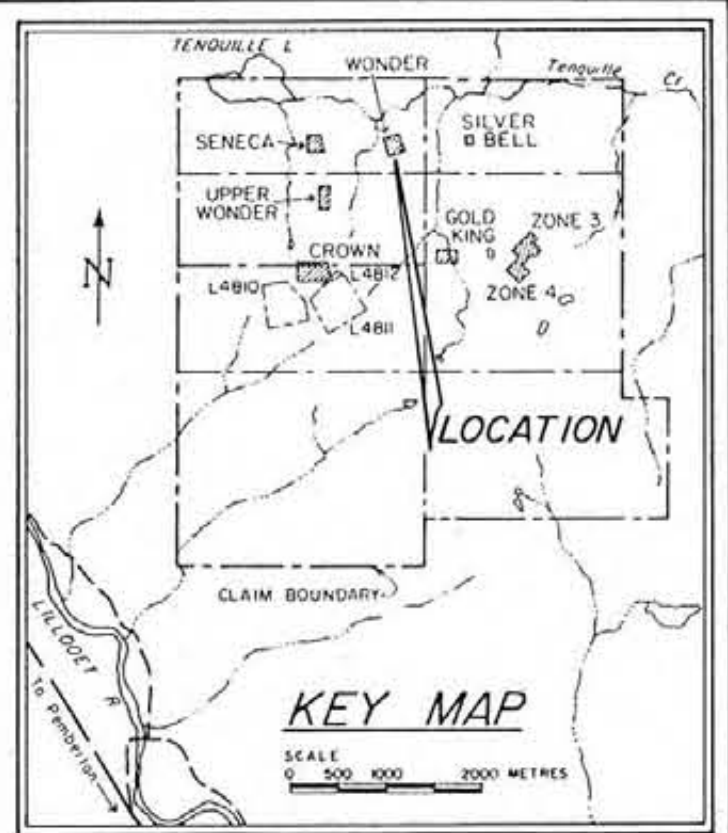 TENQUILLE L
WONDER
Tenquille Cr
SENECA
SILVER
BELL
UPPER
WONDER
GOLD
KING
ZONE 3
N
CROWN
L4812
L4810
ZONE 4
L4811
LOCATION
CLAIM BOUNDARY
LILLOOET R
To Pemberton
KEY MAP
SCALE
0 500 1000 2000 METRES